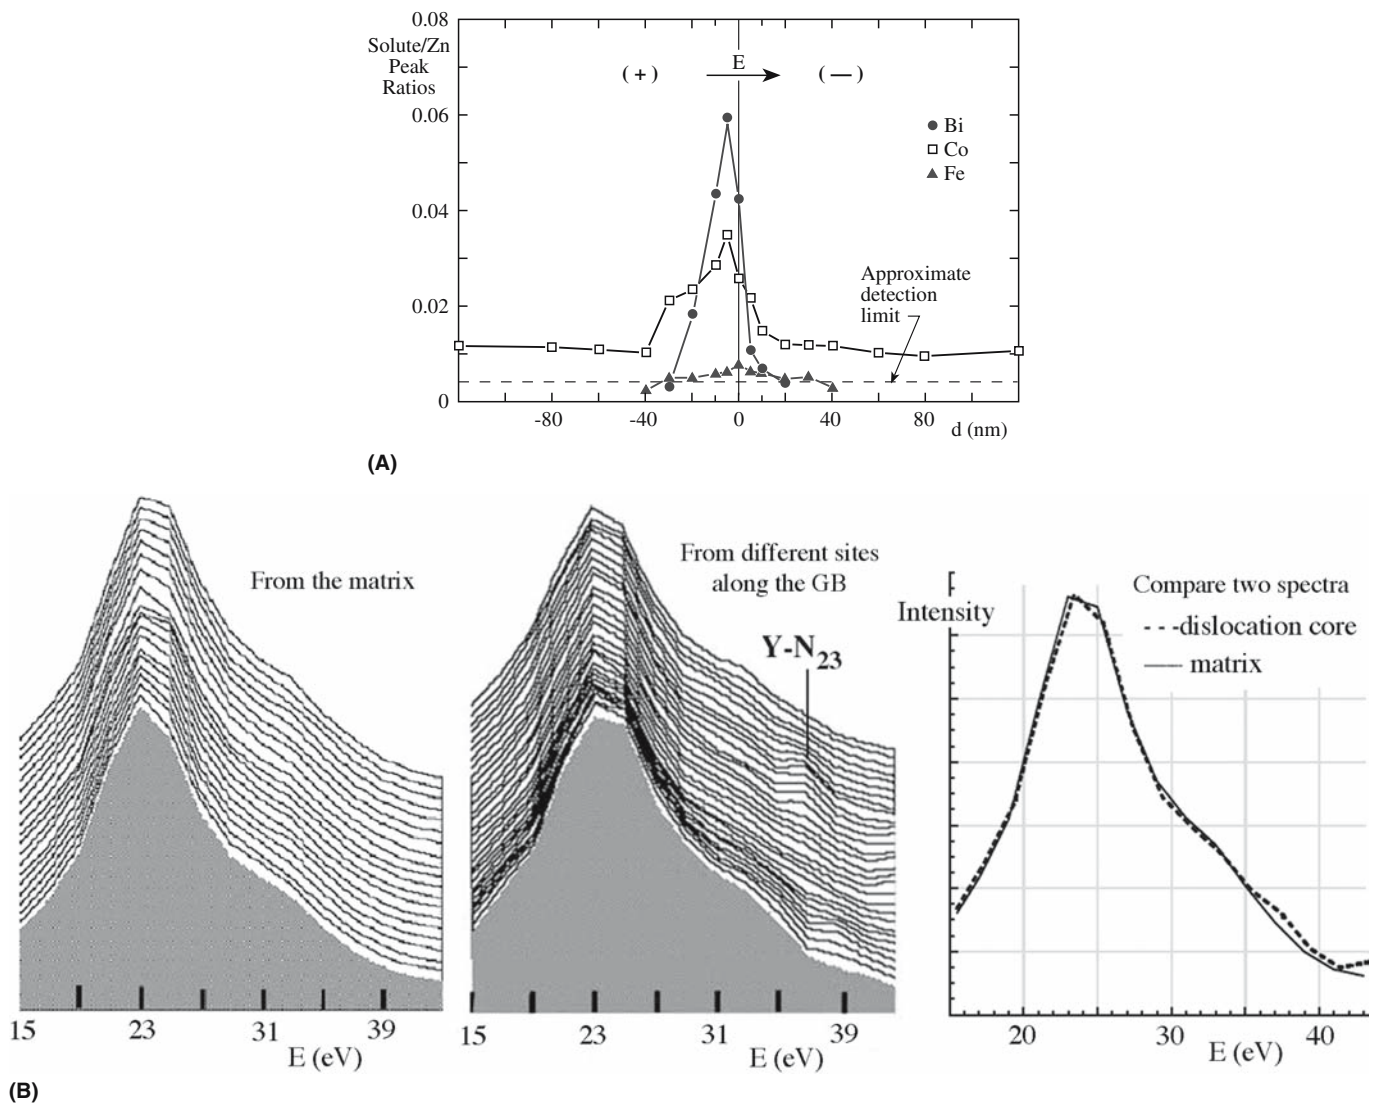 0.08
Solute/Zn
Peak
Ratios
( + )
E
( — )
0.06
Bi
Co
Fe
0.04
Approximate
detection
limit
0.02
0
-80
-40
0
40
80
d (nm)
(A)
From the matrix
From different sites
along the GB
Y-N23
15
23
31
39
E (eV)
15
23
31
39
E (eV)
Intensity
Compare two spectra
dislocation core
matrix
20
30
40
E (eV)
(B)